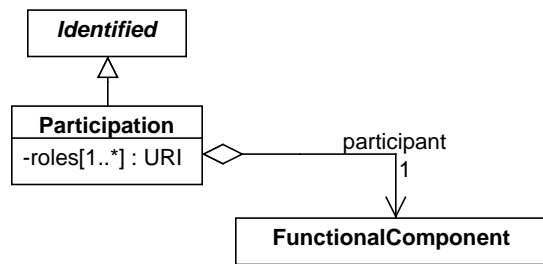 Identified
Participation
-roles[1..*] : URI
participant
1
FunctionalComponent